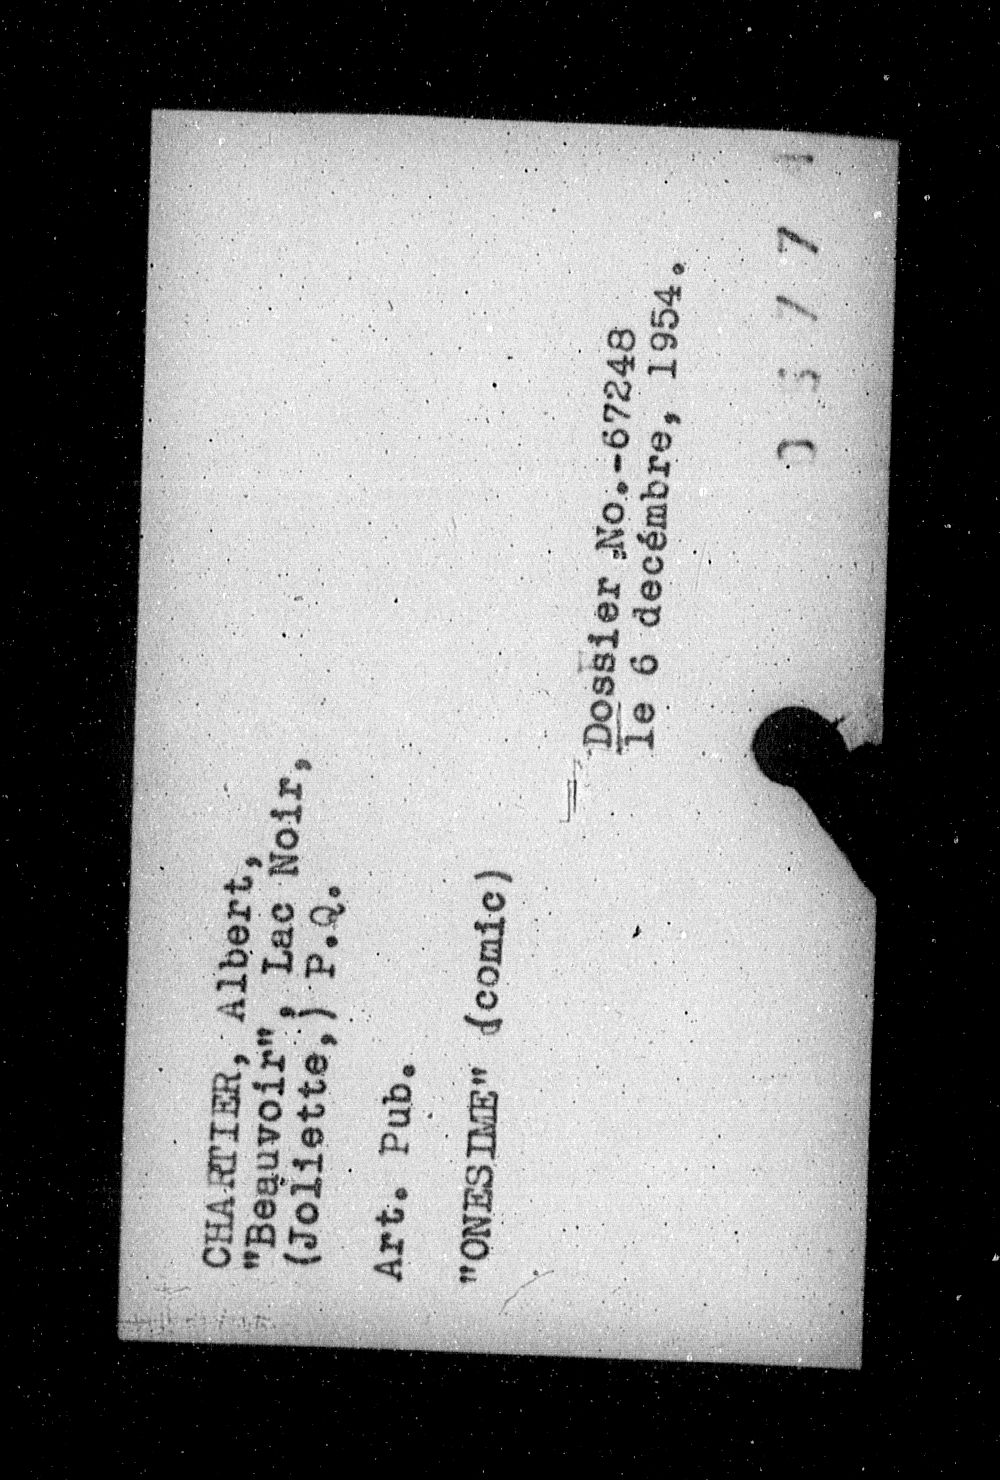 CHARTIER, Albert,
"Beauvoir", Lac Noir,
(Joliette,) P.Q.
Art. Pub.
"ONESIME" (comic)
Dossier No.-67248
le 6 decémbre, 1954.